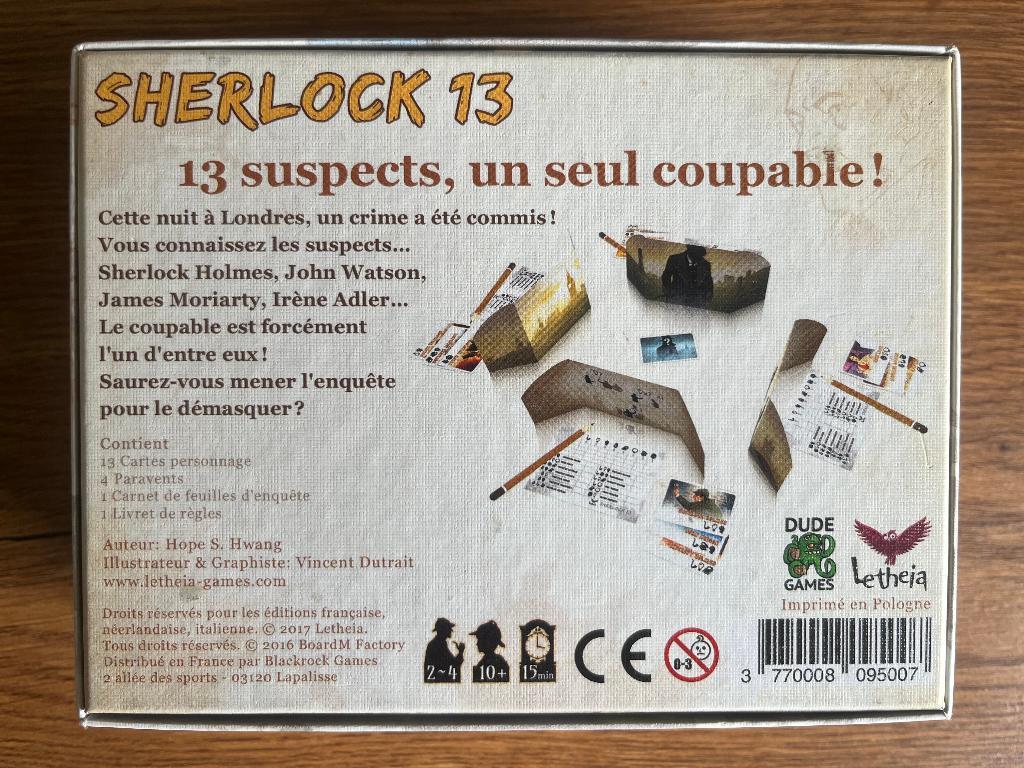 SHERLOCK 13
13 suspects, un seul coupable !
Cette nuit à Londres, un crime a été commis !
Vous connaissez les suspects...
Sherlock Holmes, John Watson,
James Moriarty, Irène Adler...
Le coupable est forcément
l'un d'entre eux !
Saurez-vous mener l'enquête
pour le démasquer ?
Contient
13 Cartes personnage
4 Paravents
1 Carnet de feuilles d'enquête
1 Livret de règles
Auteur: Hope S. Hwang
Illustrateur & Graphiste: Vincent Dutrait
www.letheia-games.com
Droits réservés pour les éditions française,
néerlandaise, italienne. © 2017 Letheia.
Tous droits réservés. © 2016 BoardM Factory
Distribué en France par Blackrock Games
2 allée des sports - 03120 Lapalisse
2~4
10+
15min
CE
0-3
DUDE
GAMES
Letheia
Imprimé en Pologne
3 770008 095007